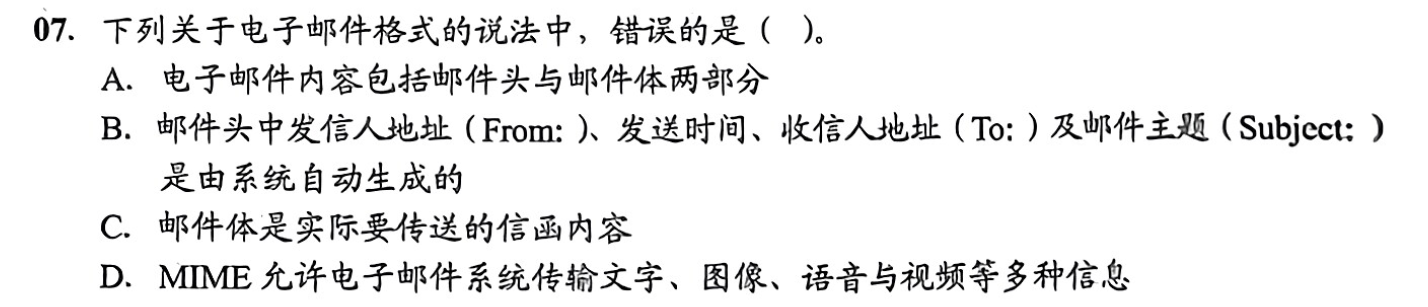 07. 下列关于电子邮件格式的说法中，错误的是（ ）。
A. 电子邮件内容包括邮件头与邮件体两部分
B. 邮件头中发信人地址（From: ）、发送时间、收信人地址（To: ）及邮件主题（Subject: ）
是由系统自动生成的
C. 邮件体是实际要传送的信函内容
D. MIME 允许电子邮件系统传输文字、图像、语音与视频等多种信息